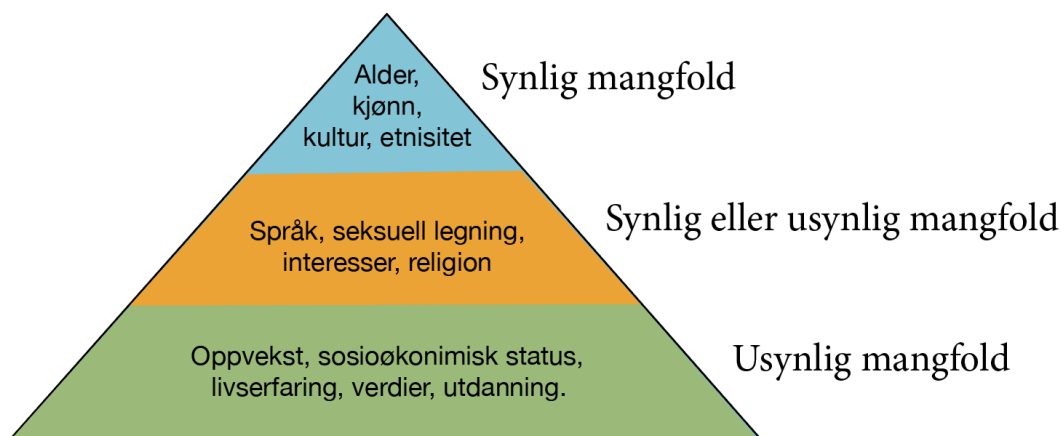 Alder,
kjønn,
kultur, etnisitet
Synlig mangfold
Språk, seksuell legning,
interesser, religion
Synlig eller usynlig mangfold
Oppvekst, sosioøkonimisk status,
livserfaring, verdier, utdanning.
Usynlig mangfold